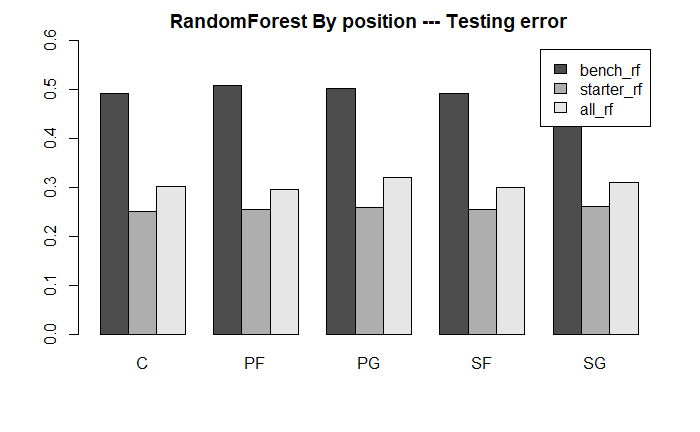 RandomForest By position --- Testing error
0.6
0.5
0.4
0.3
0.2
0.1
0.0
bench_rf
starter_rf
all_rf
C PF PG SF SG